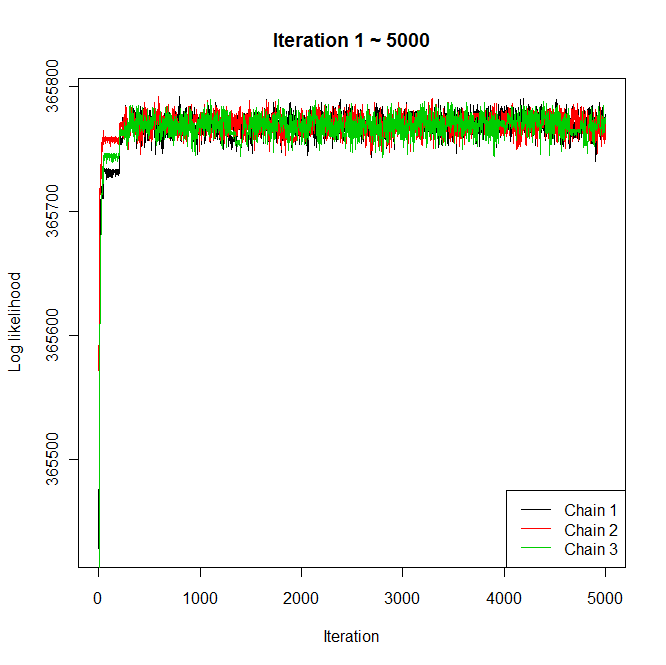 Iteration 1 ~ 5000
365800
365700
365600
365500
Log likelihood
Chain 1
Chain 2
Chain 3
0 1000 2000 3000 4000 5000
Iteration